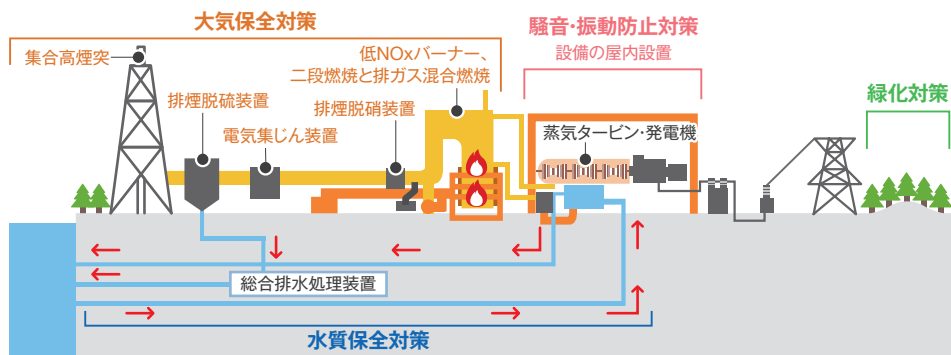 大気保全対策
集合高煙突
排煙脱硫装置
電気集じん装置
排煙脱硝装置
低NOxバーナー、
二段燃焼と排ガス混合燃焼
騒音・振動防止対策
設備の屋内設置
蒸気タービン・発電機
緑化対策
総合排水処理装置
水質保全対策